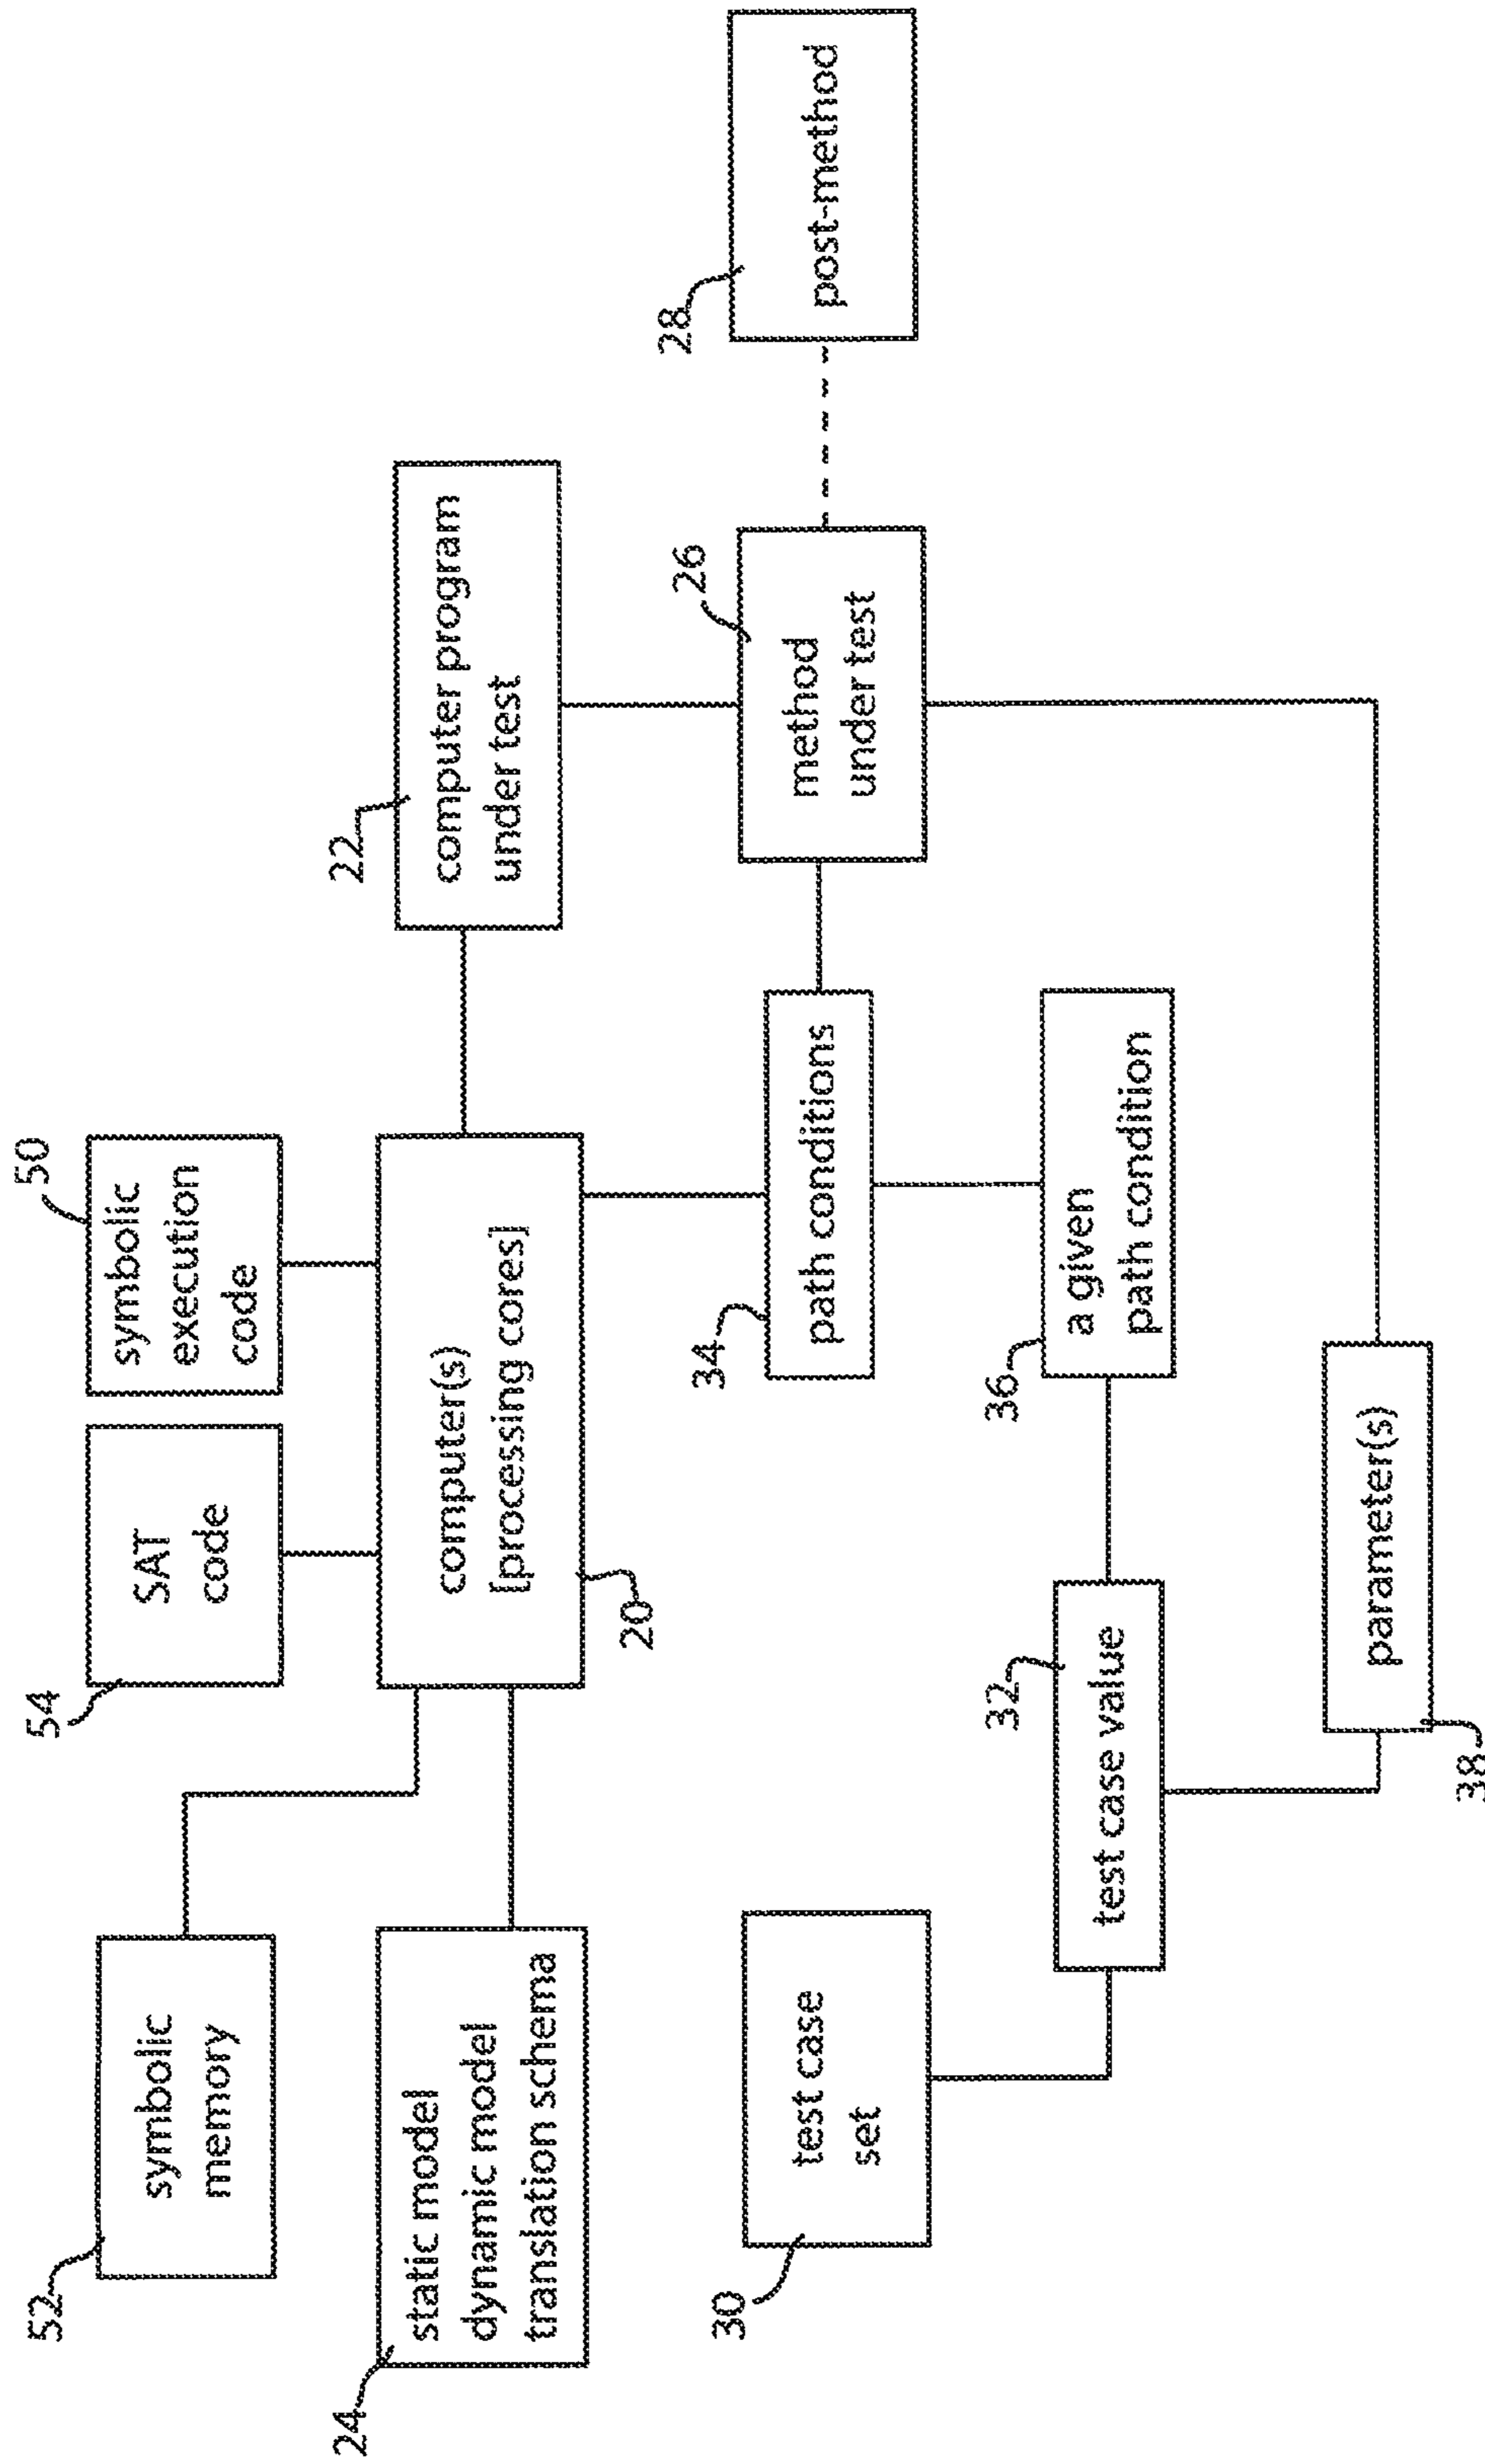 52
symbolic
memory
54
SAT
code
50
symbolic
execution
code
24
static model
dynamic model
translation schema
computer(s)
[processing cores]
20
22
computer program
under test
30
test case
set
34
path conditions
26
method
under test
28
post-method
32
test case value
36
a given
path condition
parameter(s)
38